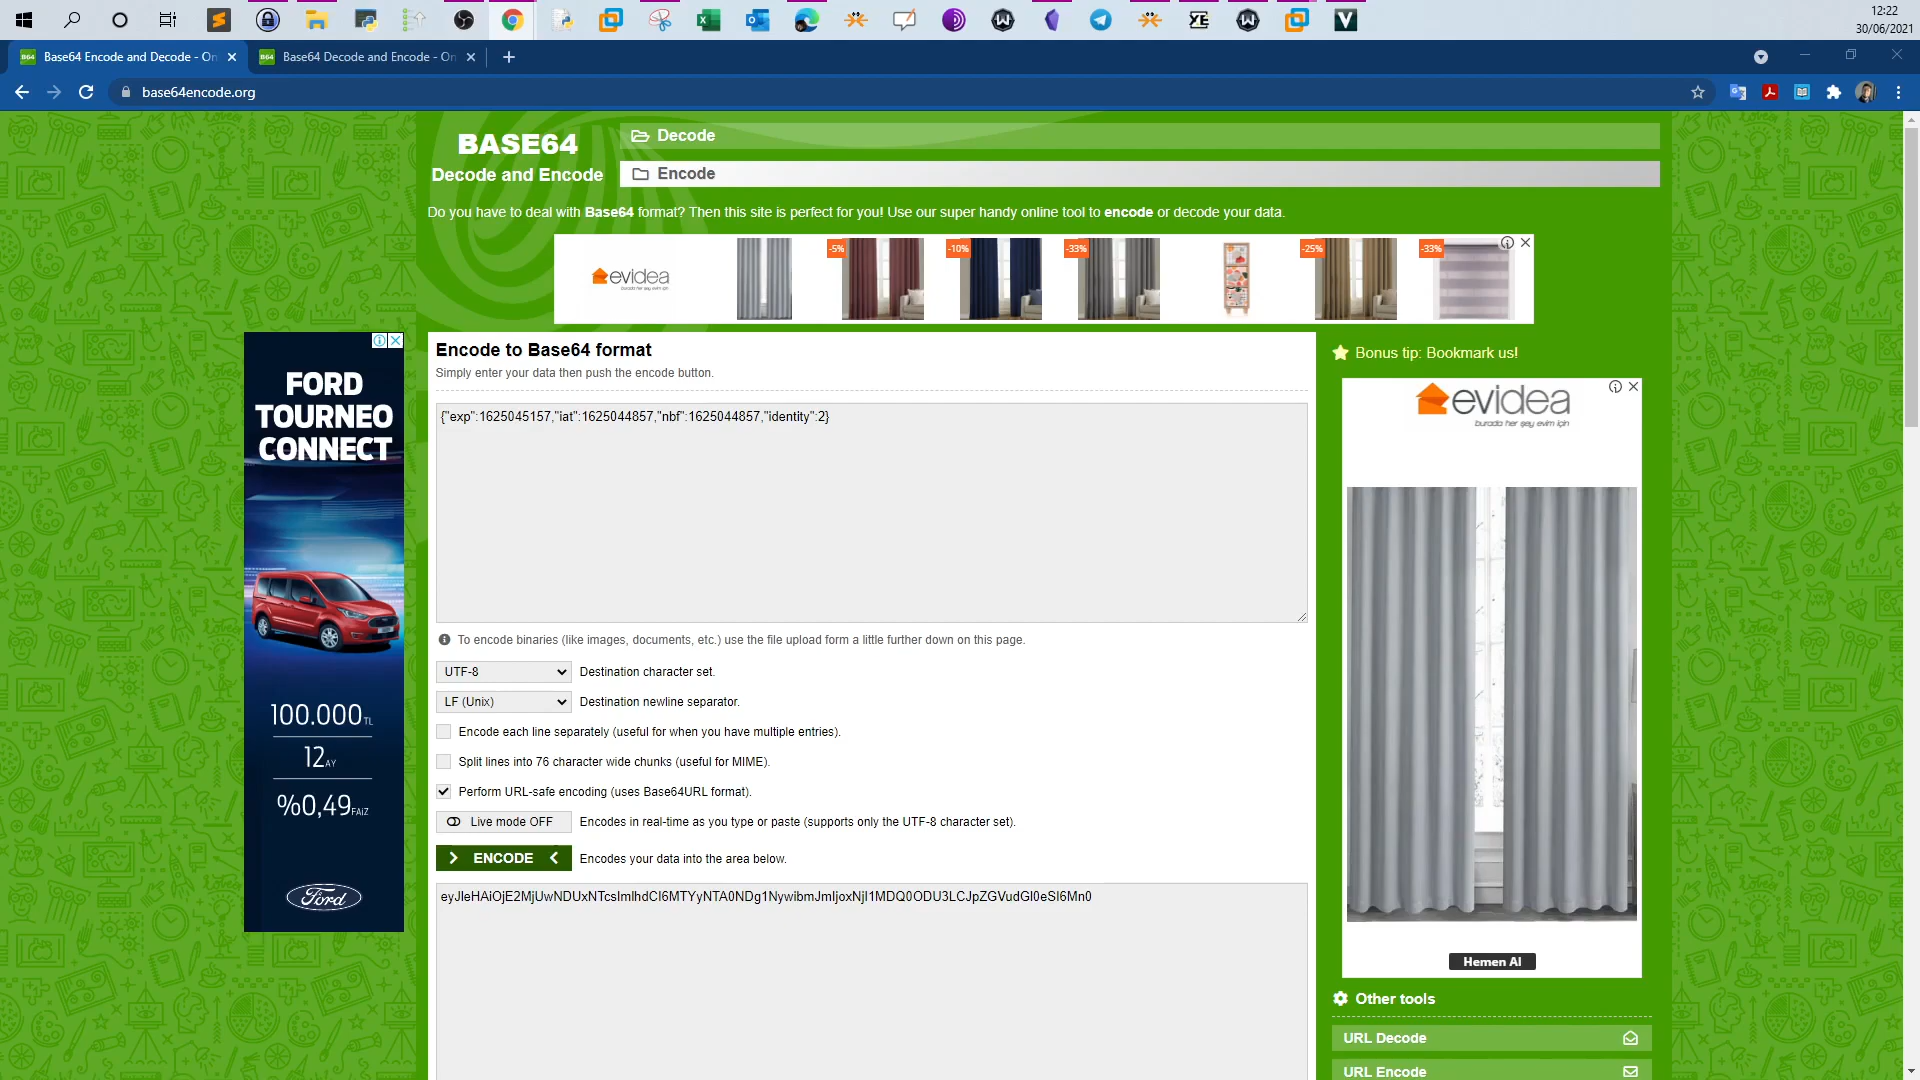 12:22
30/06/2021
Base64 Encode and Decode - On
Base64 Decode and Encode - On
base64encode.org
BASE64
Decode and Encode
Decode
Encode
Do you have to deal with Base64 format? Then this site is perfect for you! Use our super handy online tool to encode or decode your data.
evidea
-5%
-10%
-33%
-25%
-33%
FORD
TOURNEO
CONNECT
100.000TL
12AY
%0,49FAİZ
Ford
Encode to Base64 format
Simply enter your data then push the encode button.
{"exp":1625045157,"iat":1625044857,"nbf":1625044857,"identity":2}
To encode binaries (like images, documents, etc.) use the file upload form a little further down on this page.
UTF-8
Destination character set.
LF (Unix)
Destination newline separator.
Encode each line separately (useful for when you have multiple entries).
Split lines into 76 character wide chunks (useful for MIME).
Perform URL-safe encoding (uses Base64URL format).
Live mode OFF
Encodes in real-time as you type or paste (supports only the UTF-8 character set).
ENCODE
Encodes your data into the area below.
eyJleHAiOjE2MjUwNDUxNTcsImlhdCI6MTYyNTA0NDg1NywibmJmIjoxNjI1MDQ0ODU3LCJpZGVudGl0eSI6Mn0
Bonus tip: Bookmark us!
evidea
burada her şey evim için
Hemen Al
Other tools
URL Decode
URL Encode